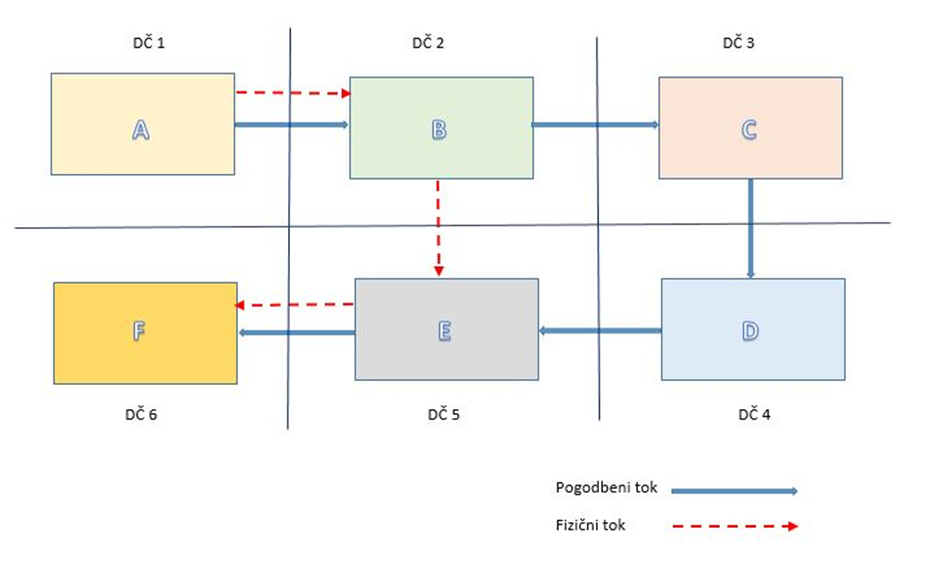 DČ 1
DČ 2
DČ 3
A
B
C
F
E
D
DČ 6
DČ 5
DČ 4
Pogodbeni tok
Fizični tok